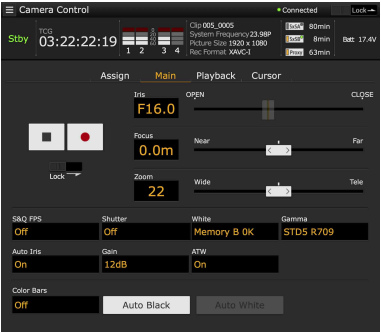 Camera Control
Connected
Lock
Stby
TCG
03:22:22:19
1 2 3 4
Clip 005_0005
System Frequency 23.98P
Picture Size 1920 x 1080
Rec Format XAVC-I
SxSA 80min
SxSB 8min
Proxy 63min
Batt 17.4V
Assign Main Playback Cursor
Iris
F16.0
OPEN CLOSE
Focus
0.0m
Near Far
Lock
Zoom
22
Wide Tele
S&Q FPS Shutter White Gamma
Off Off Memory B 0K STD5 R709
Auto Iris Gain ATW
On 12dB On
Color Bars
Off
Auto Black
Auto White